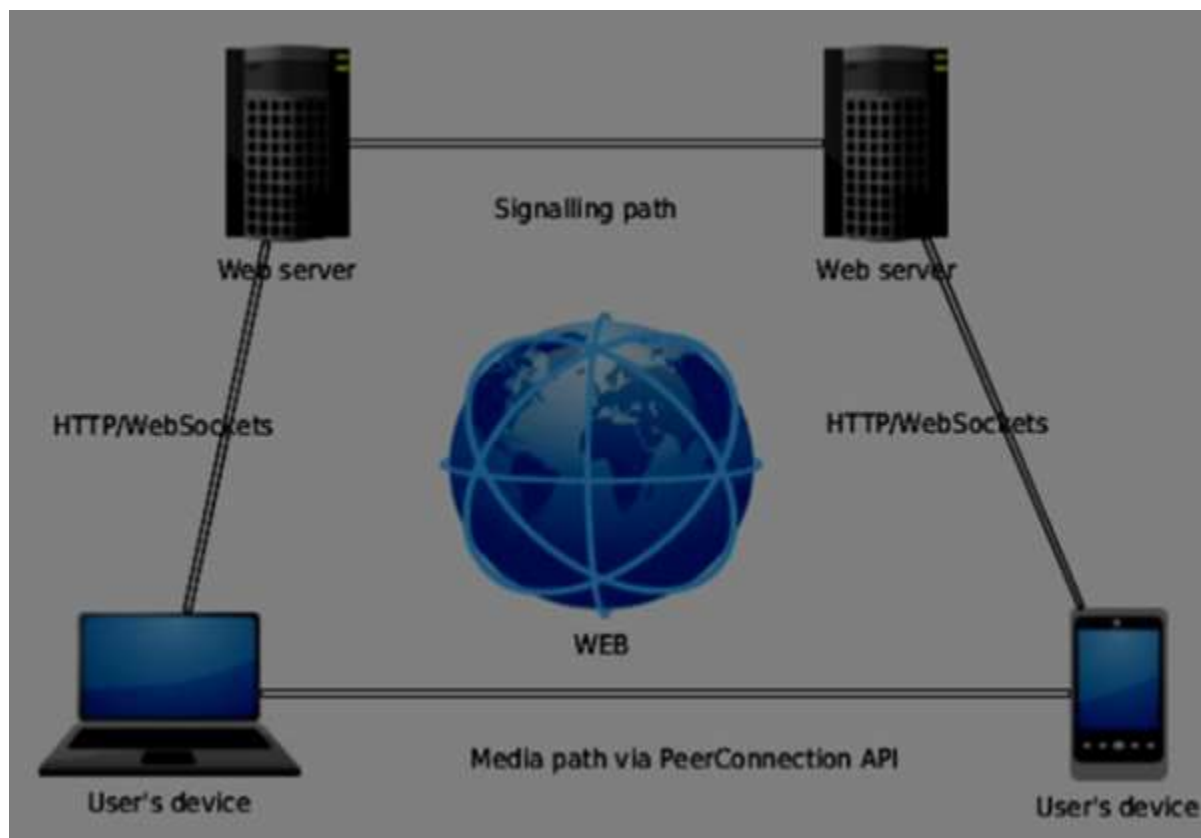 Signalling path
Web server
Web server
HTTP/WebSockets
HTTP/WebSockets
WEB
Media path via PeerConnection API
User's device
User's device